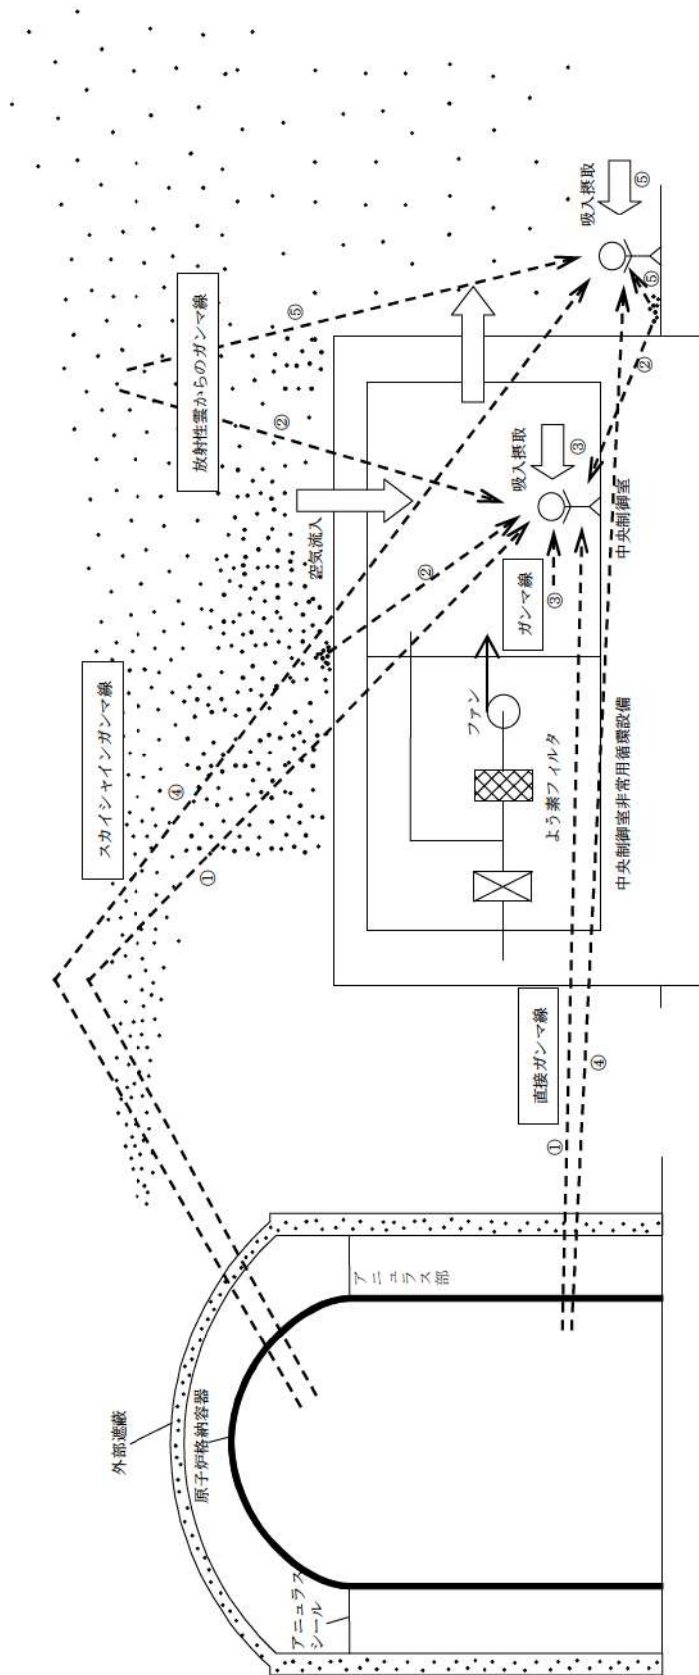 外部遮蔽
原子炉格納容器
アニュラス
シール
アニュラス部
スカイシャインガンマ線
放射性雲からのガンマ線
④
①
空気流入
②
⑤
②
直接ガンマ線
①
④
よう素フィルタ
ファン
ガンマ線
③
吸入摂取
③
吸入摂取
⑤
⑤
②
中央制御室非常用循環設備
中央制御室